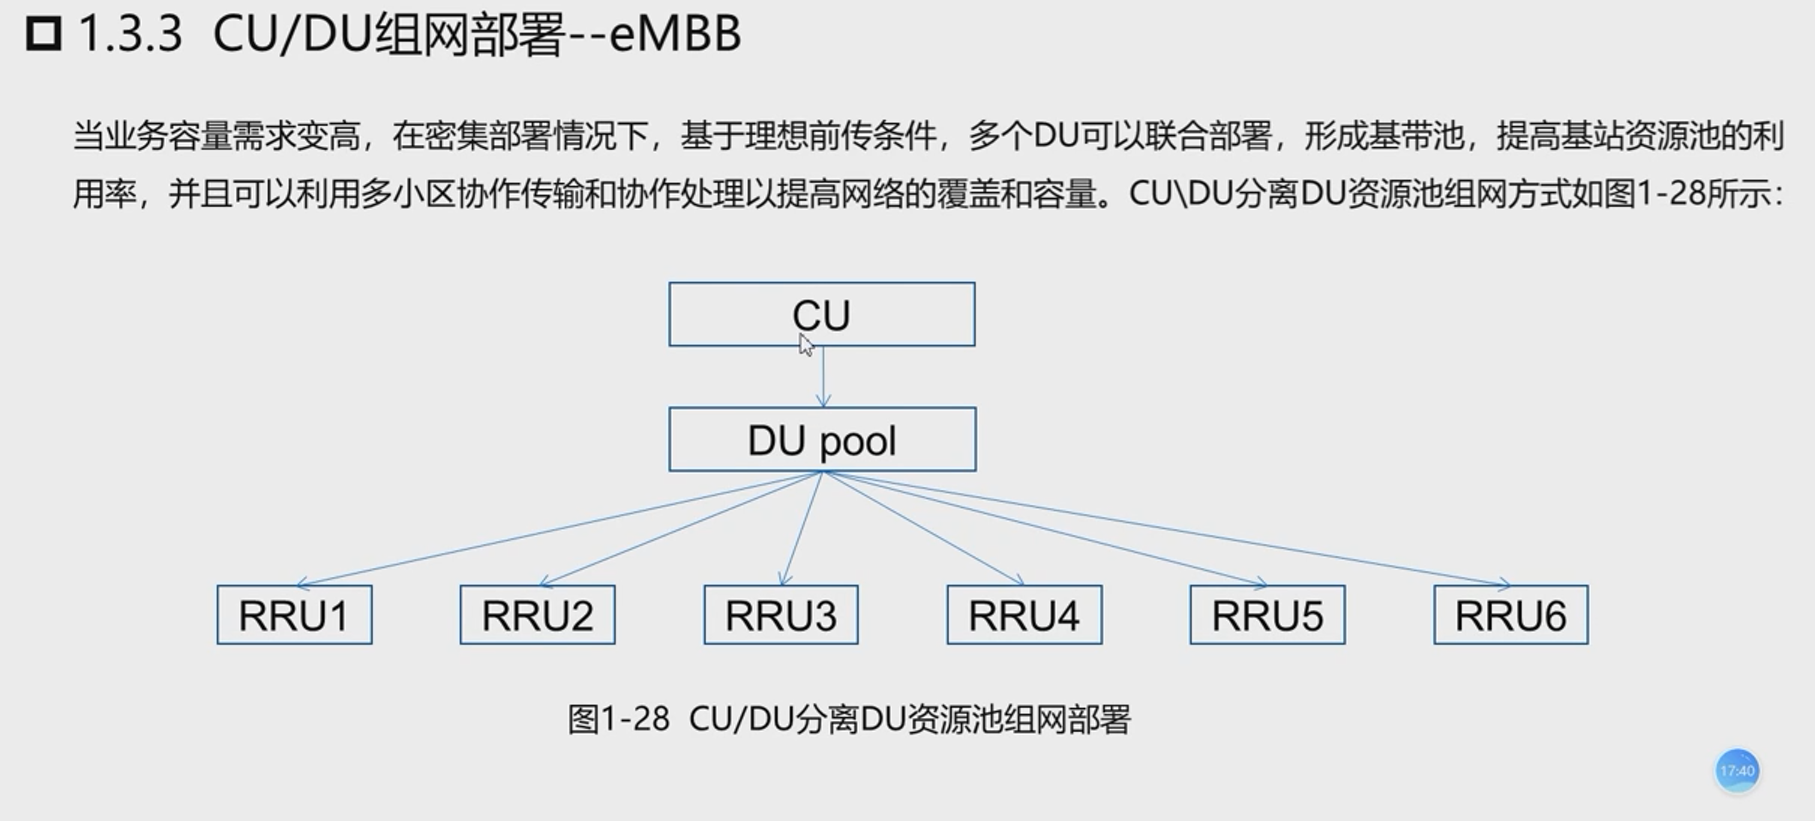 1.3.3 CU/DU组网部署--eMBB
当业务容量需求变高，在密集部署情况下，基于理想前传条件，多个DU可以联合部署，形成基带池，提高基站资源池的利
用率，并且可以利用多小区协作传输和协作处理以提高网络的覆盖和容量。CU\DU分离DU资源池组网方式如图1-28所示：
CU
DU pool
RRU1 RRU2 RRU3 RRU4 RRU5 RRU6
图1-28 CU/DU分离DU资源池组网部署
17:40